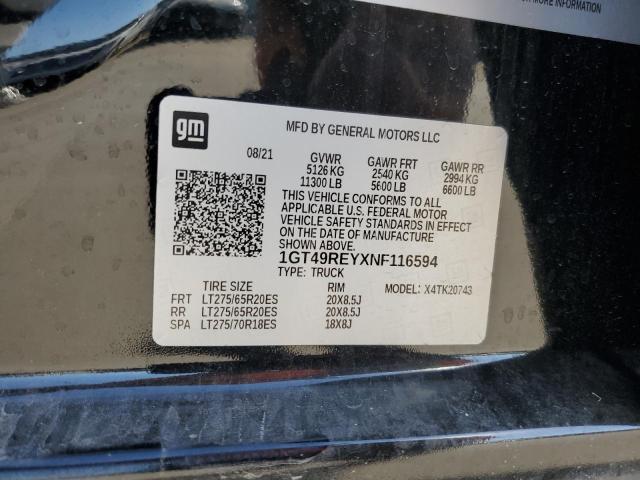 MORE INFORMATION
gm
MFD BY GENERAL MOTORS LLC
08/21 GVWR GAWR FRT GAWR RR
5126 KG 2540 KG 2994 KG
11300 LB 5600 LB 6600 LB
THIS VEHICLE CONFORMS TO ALL
APPLICABLE U.S. FEDERAL MOTOR
VEHICLE SAFETY STANDARDS IN EFFECT
ON THE DATE OF MANUFACTURE
SHOWN ABOVE.
1GT49REYXNF116594
TYPE: TRUCK
TIRE SIZE RIM MODEL: X4TK20743
FRT LT275/65R20ES 20X8.5J
RR LT275/65R20ES 20X8.5J
SPA LT275/70R18ES 18X8J